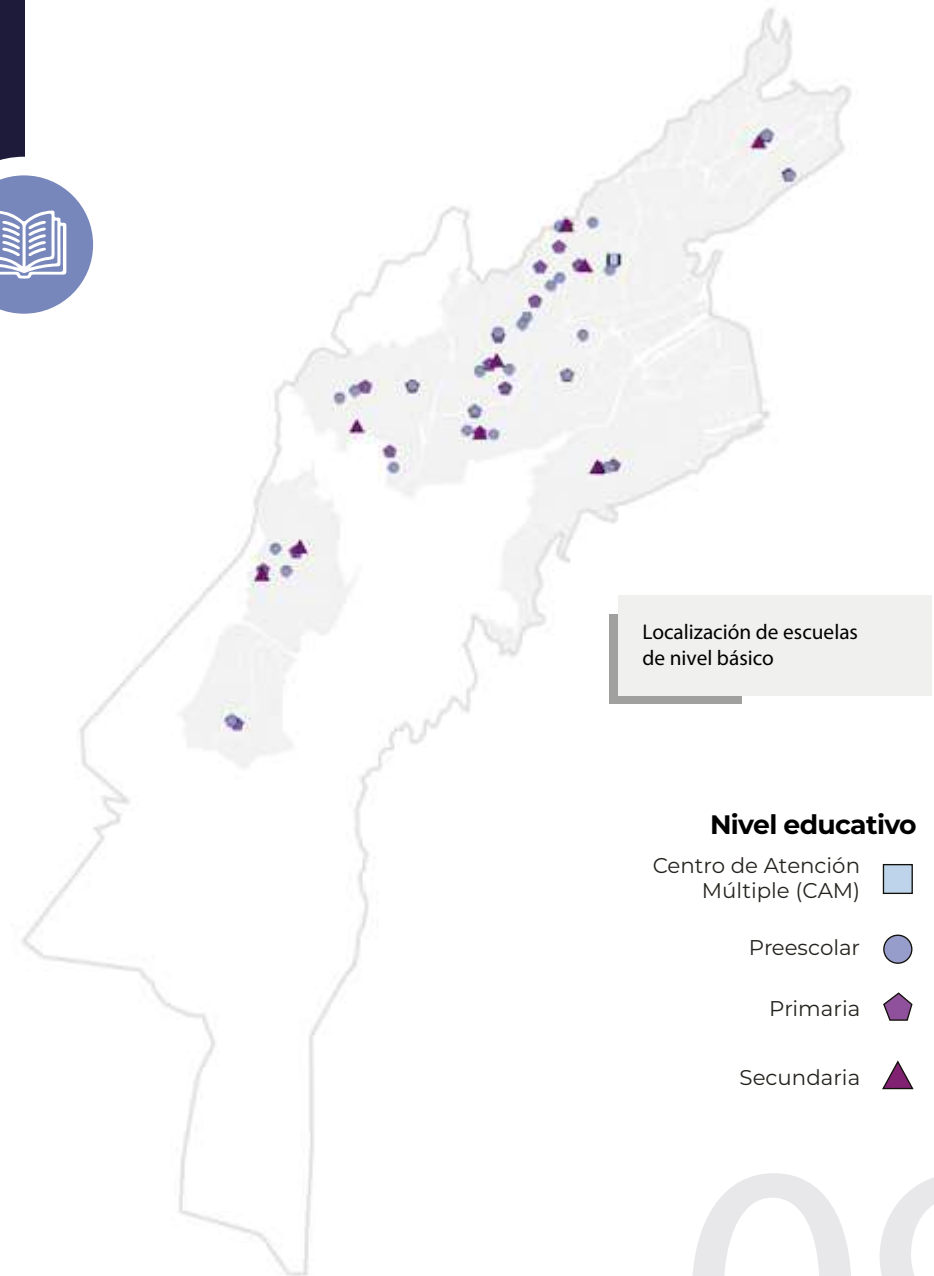 Localización de escuelas
de nivel básico
Nivel educativo
Centro de Atención
Múltiple (CAM)
Preescolar
Primaria
Secundaria